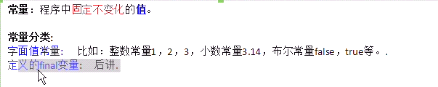 常量：程序中固定不变化的值。
常量分类:
字面值常量:  比如：整数常量1，2，3，小数常量3.14，布尔常量false，true等。.
定义的final变量:  后讲.